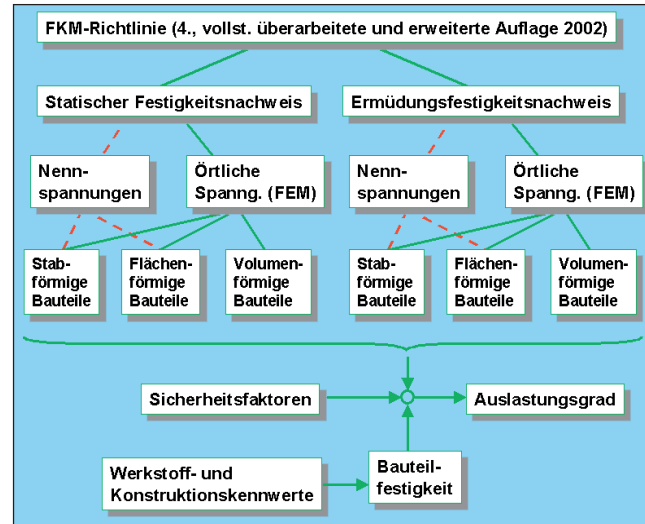 FKM-Richtlinie (4., vollst. überarbeitete und erweiterte Auflage 2002)
Statischer Festigkeitsnachweis
Ermüdungsfestigkeitsnachweis
Nenn-
spannungen
Örtliche
Spanng. (FEM)
Nenn-
spannungen
Örtliche
Spanng. (FEM)
Stab-
förmige
Bauteile
Flächen-
förmige
Bauteile
Volumen-
förmige
Bauteile
Stab-
förmige
Bauteile
Flächen-
förmige
Bauteile
Volumen-
förmige
Bauteile
Sicherheitsfaktoren
Auslastungsgrad
Werkstoff- und
Konstruktionskennwerte
Bauteil-
festigkeit